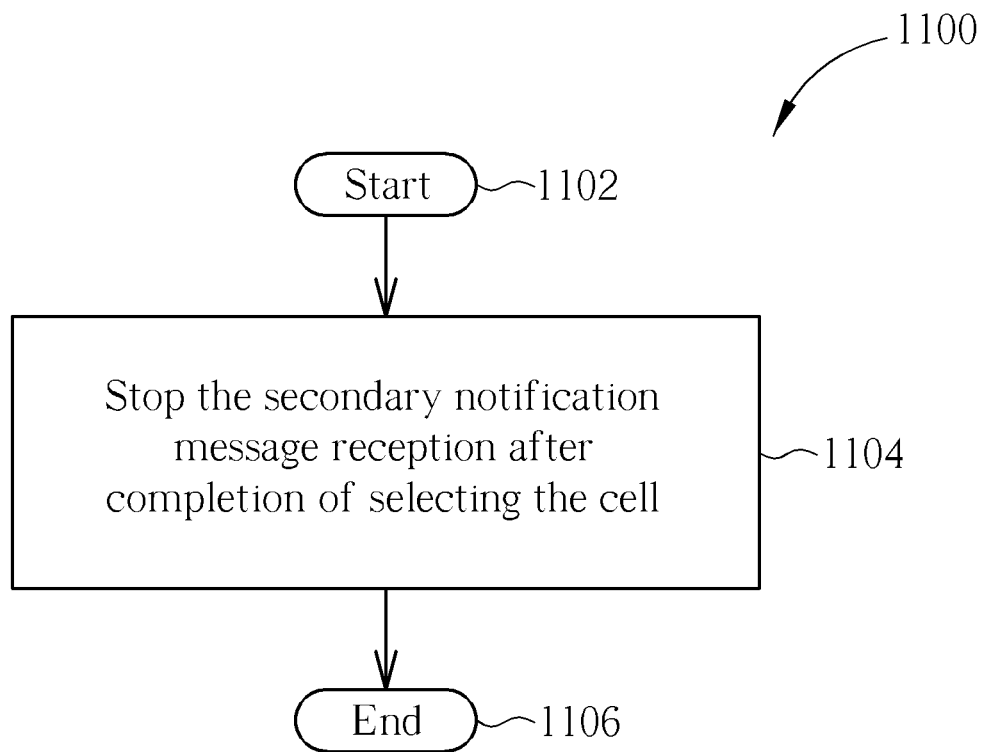 1100
Start
1102
Stop the secondary notification
message reception after
completion of selecting the cell
1104
End
1106